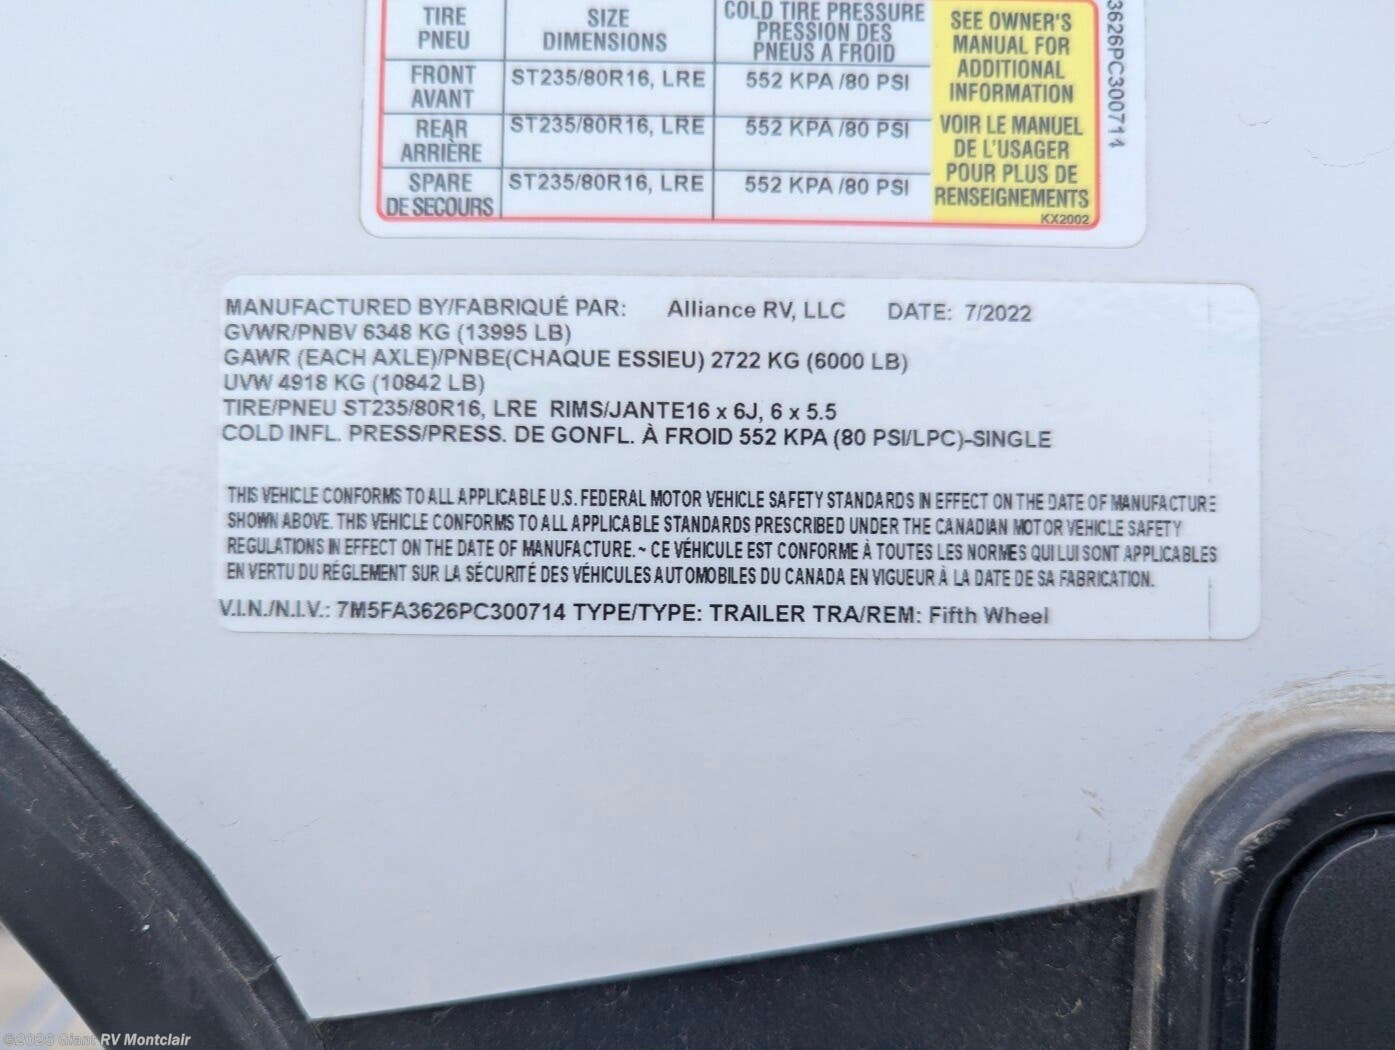 TIRE SIZE COLD TIRE PRESSURE
PNEU DIMENSIONS PRESSION DES
PNEUS A FROID
FRONT ST235/80R16, LRE 552 KPA /80 PSI
AVANT
REAR ST235/80R16, LRE 552 KPA /80 PSI
ARRIÈRE
SPARE ST235/80R16, LRE 552 KPA /80 PSI
DE SECOURS
SEE OWNER'S
MANUAL FOR
ADDITIONAL
INFORMATION
VOIR LE MANUEL
DE L'USAGER
POUR PLUS DE
RENSEIGNEMENTS
KX2002
3626PC300714
MANUFACTURED BY/FABRIQUÉ PAR: Alliance RV, LLC DATE: 7/2022
GVWR/PNBV 6348 KG (13995 LB)
GAWR (EACH AXLE)/PNBE(CHAQUE ESSIEU) 2722 KG (6000 LB)
UVW 4918 KG (10842 LB)
TIRE/PNEU ST235/80R16, LRE RIMS/JANTE16 x 6J, 6 x 5.5
COLD INFL. PRESS/PRESS. DE GONFL. À FROID 552 KPA (80 PSI/LPC)-SINGLE
THIS VEHICLE CONFORMS TO ALL APPLICABLE U.S. FEDERAL MOTOR VEHICLE SAFETY STANDARDS IN EFFECT ON THE DATE OF MANUFACTURE
SHOWN ABOVE. THIS VEHICLE CONFORMS TO ALL APPLICABLE STANDARDS PRESCRIBED UNDER THE CANADIAN MOTOR VEHICLE SAFETY
REGULATIONS IN EFFECT ON THE DATE OF MANUFACTURE. ~ CE VÉHICULE EST CONFORME À TOUTES LES NORMES QUI LUI SONT APPLICABLES
EN VERTU DU RÈGLEMENT SUR LA SÉCURITÉ DES VÉHICULES AUTOMOBILES DU CANADA EN VIGUEUR À LA DATE DE SA FABRICATION.
V.I.N./N.I.V.: 7M5FA3626PC300714 TYPE/TYPE: TRAILER TRA/REM: Fifth Wheel
©2026 Giant RV Montclair